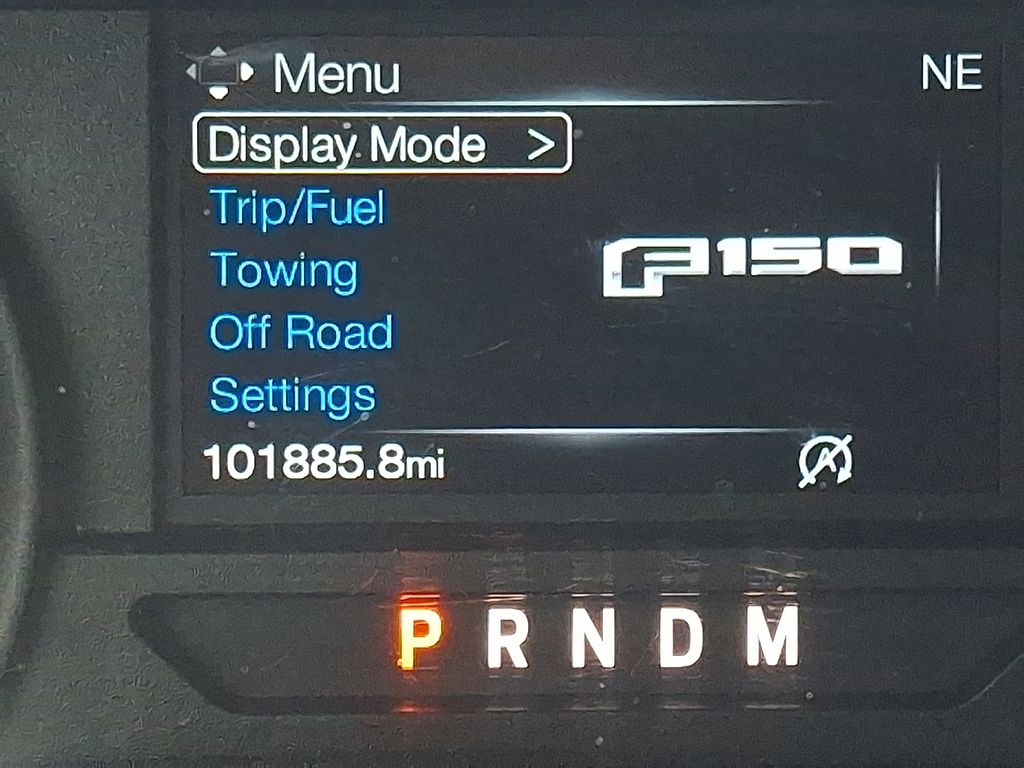 Menu NE
Display Mode >
Trip/Fuel
Towing
F150
Off Road
Settings
101885.8mi A
P R N D M